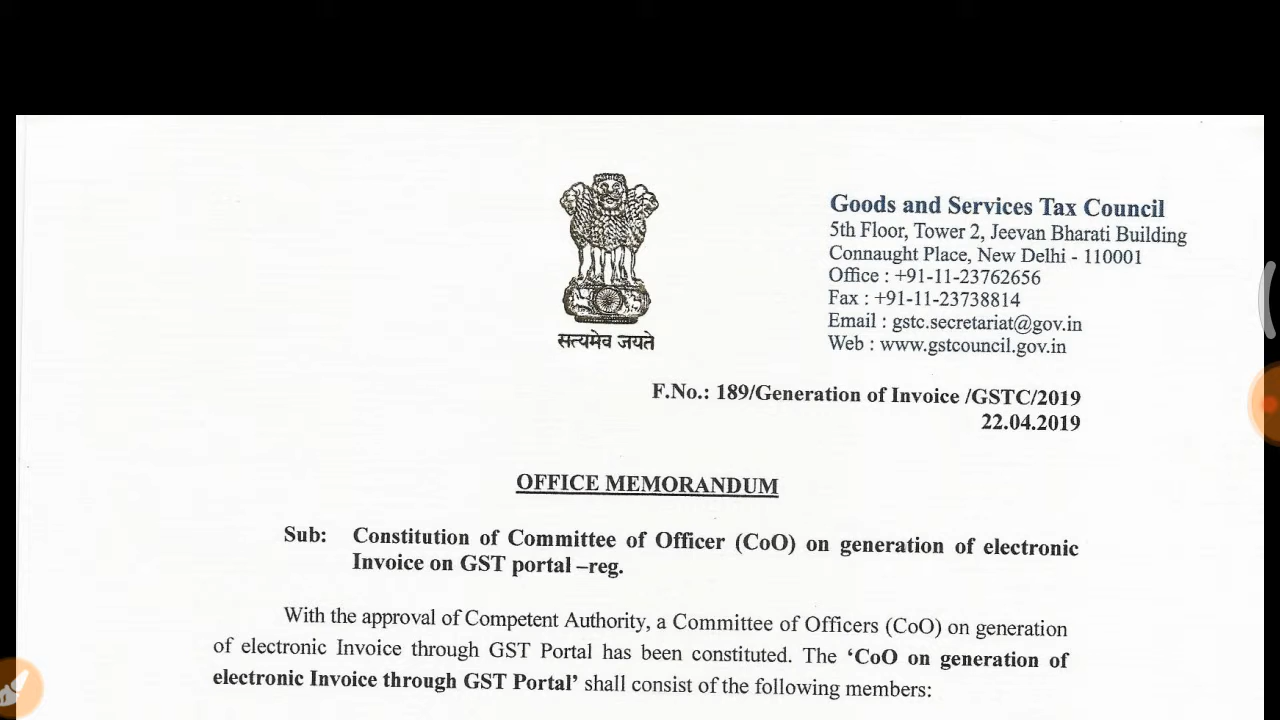 सत्यमेव जयते
Goods and Services Tax Council
5th Floor, Tower 2, Jeevan Bharati Building
Connaught Place, New Delhi - 110001
Office : +91-11-23762656
Fax : +91-11-23738814
Email : gstc.secretariat@gov.in
Web : www.gstcouncil.gov.in
F.No.: 189/Generation of Invoice /GSTC/2019
22.04.2019
OFFICE MEMORANDUM
Sub: Constitution of Committee of Officer (CoO) on generation of electronic
Invoice on GST portal –reg.
With the approval of Competent Authority, a Committee of Officers (CoO) on generation
of electronic Invoice through GST Portal has been constituted. The ‘CoO on generation of
electronic Invoice through GST Portal’ shall consist of the following members: